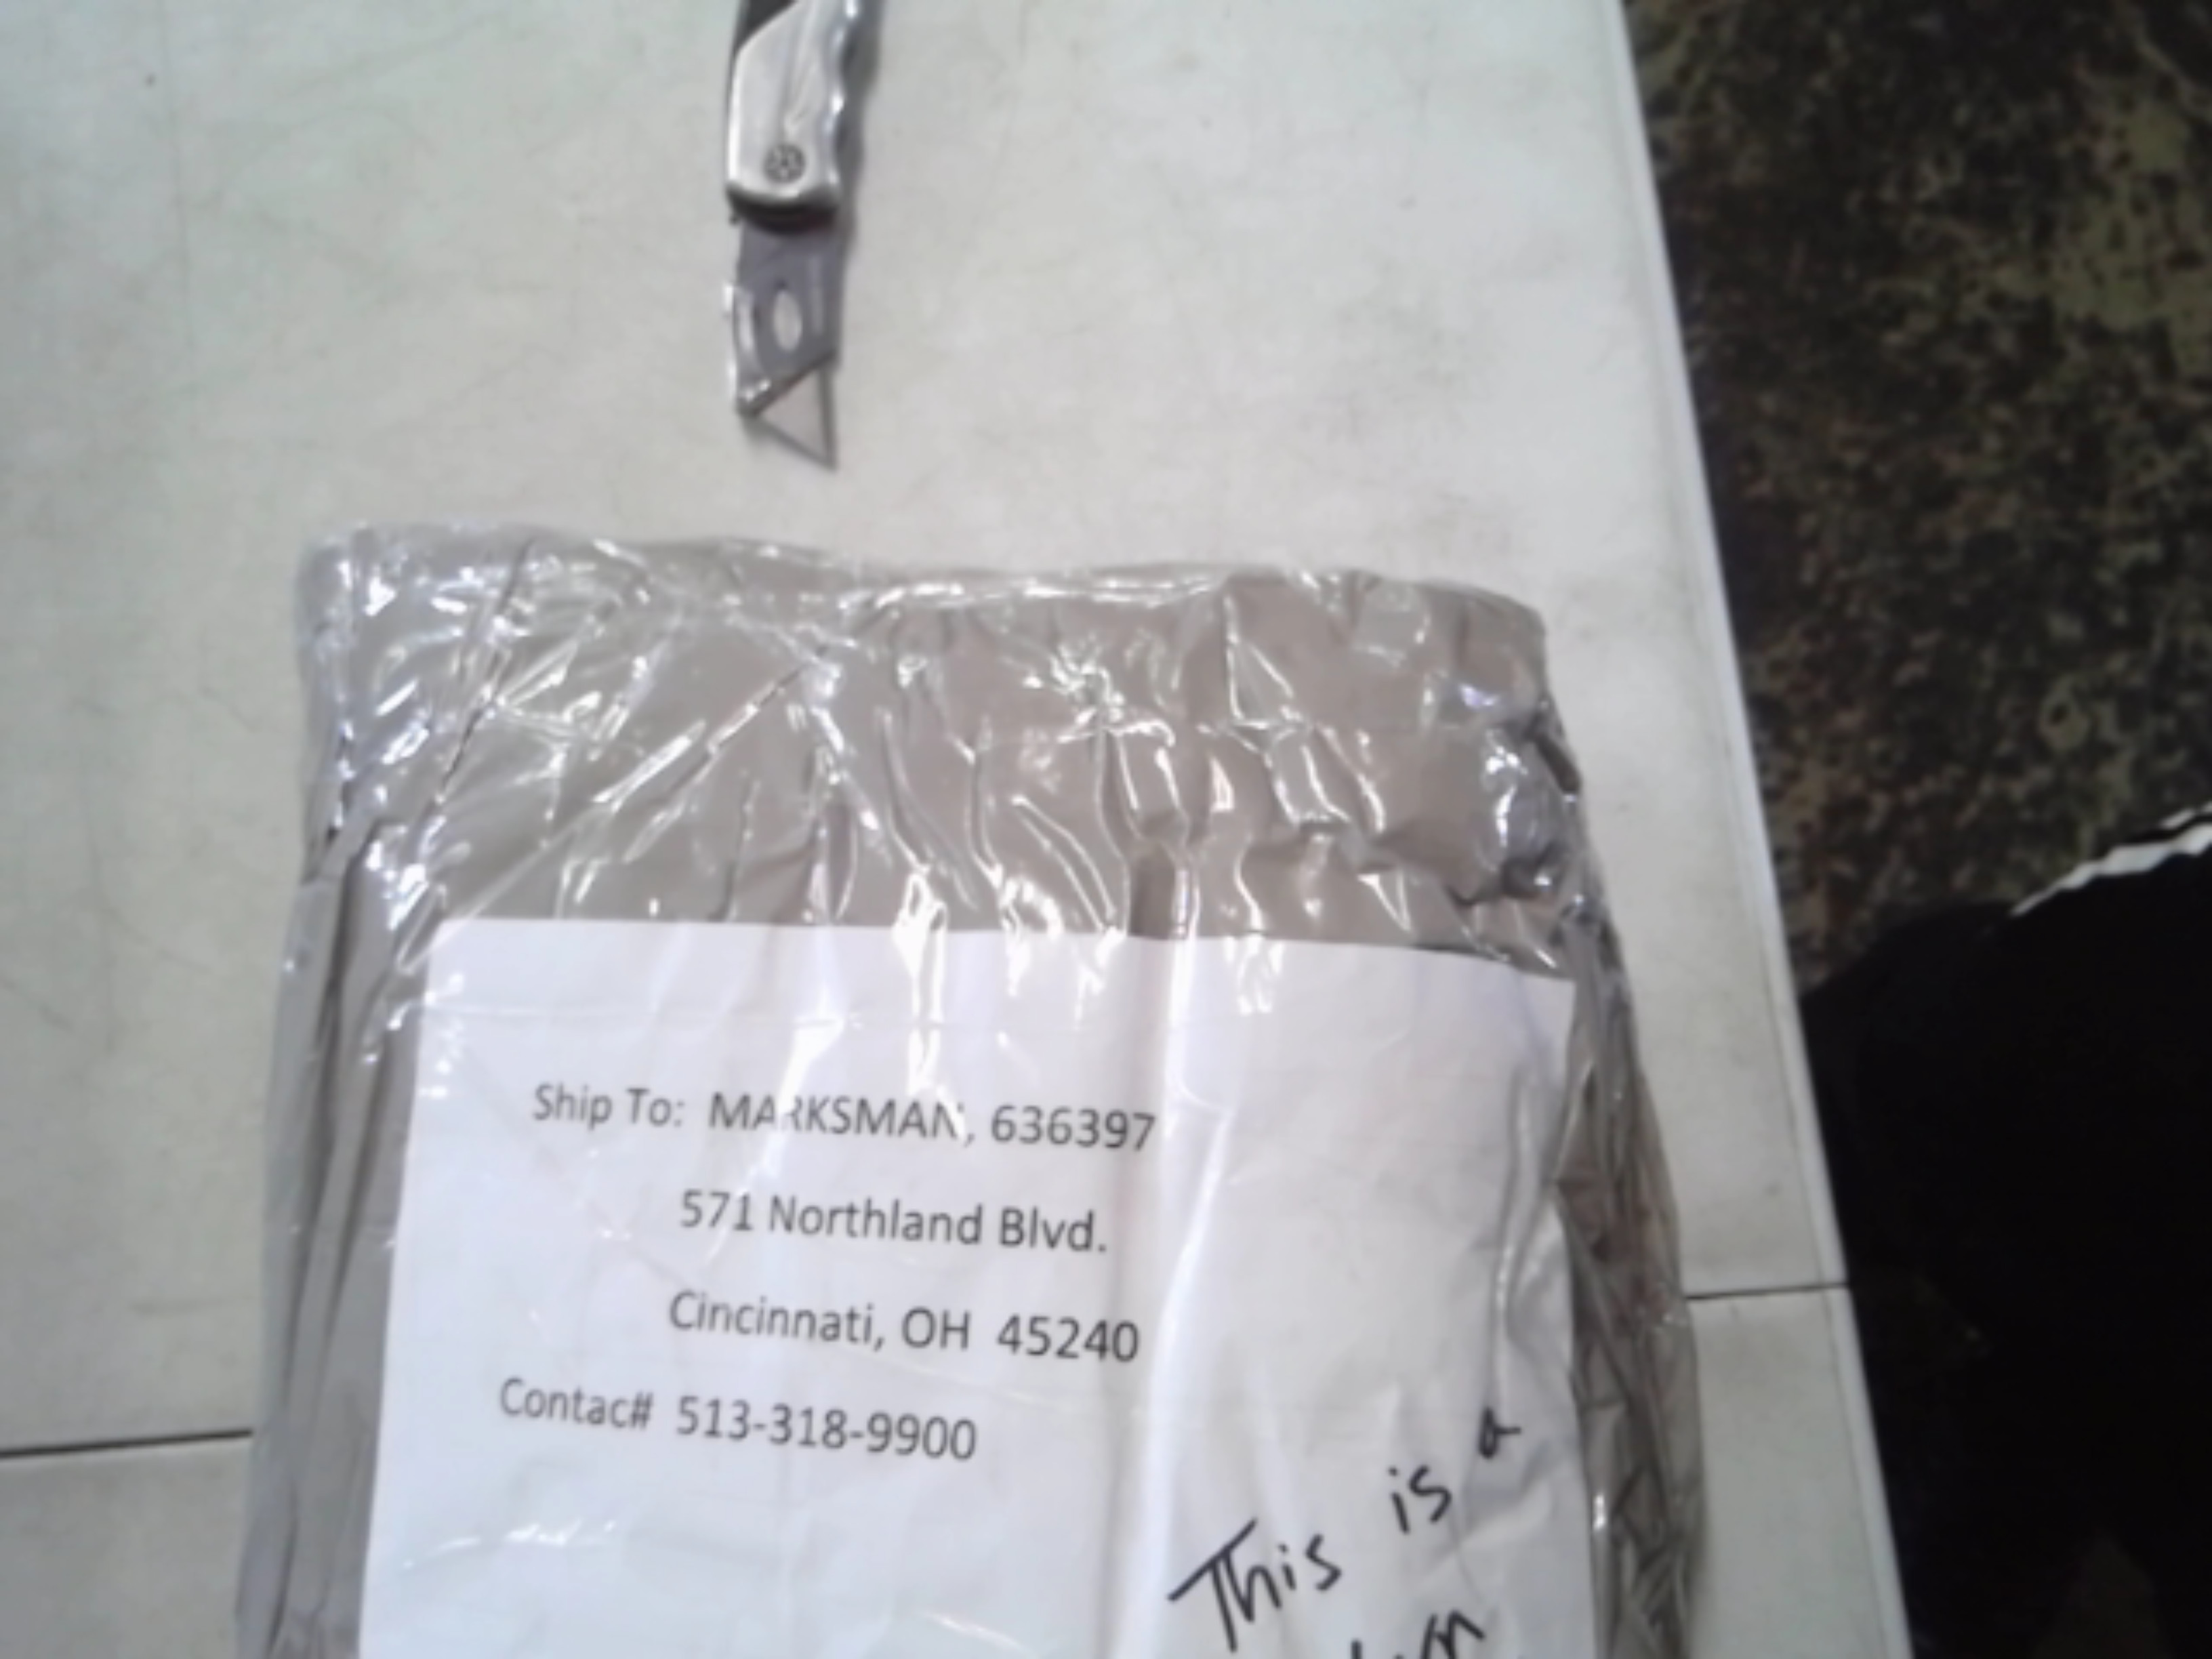 Ship To: MARKSMAN, 636397
571 Northland Blvd.
Cincinnati, OH 45240
Contac# 513-318-9900
This is a